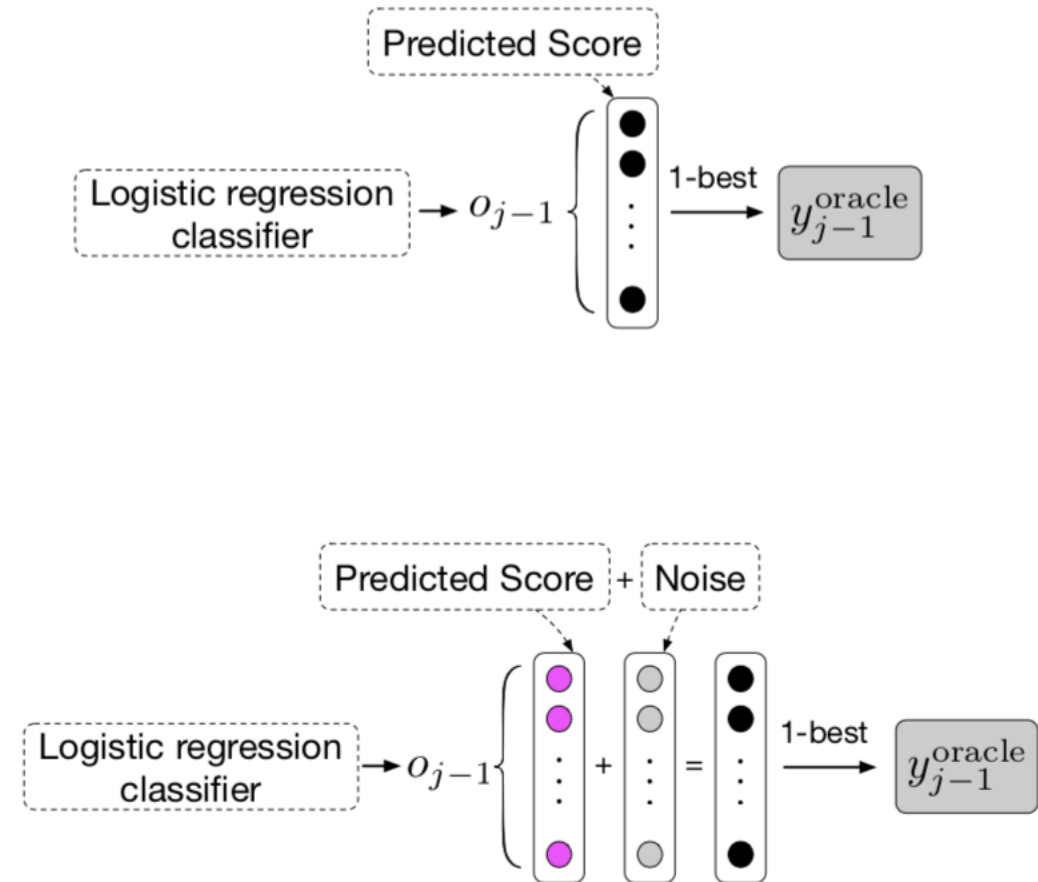 Predicted Score
Logistic regression
classifier
o_{j-1}
1-best
y_{j-1}^{oracle}
Predicted Score + Noise
Logistic regression
classifier
o_{j-1}
+
=
1-best
y_{j-1}^{oracle}